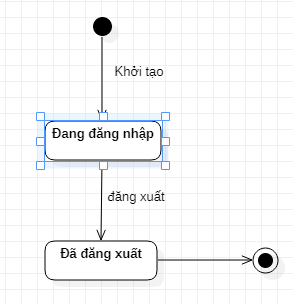 Khởi tạo
Đang đăng nhập
đăng xuất
Đã đăng xuất